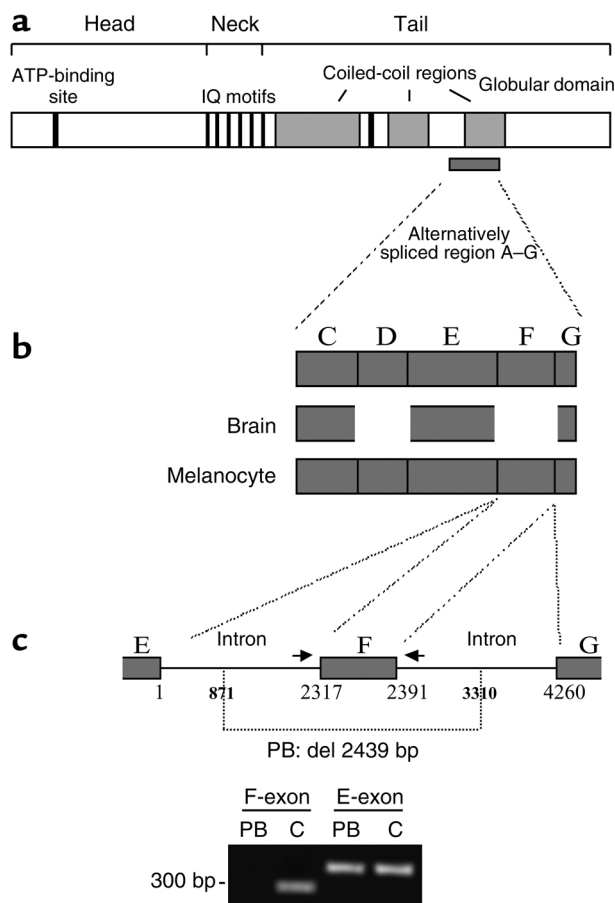 a
Head Neck Tail
ATP-binding
site
IQ motifs
Coiled-coil regions
Globular domain
Alternatively
spliced region A–G
b
C D E F G
Brain
Melanocyte
c
E Intron F Intron G
1 871 2317 2391 3310 4260
PB: del 2439 bp
F-exon E-exon
PB C PB C
300 bp-